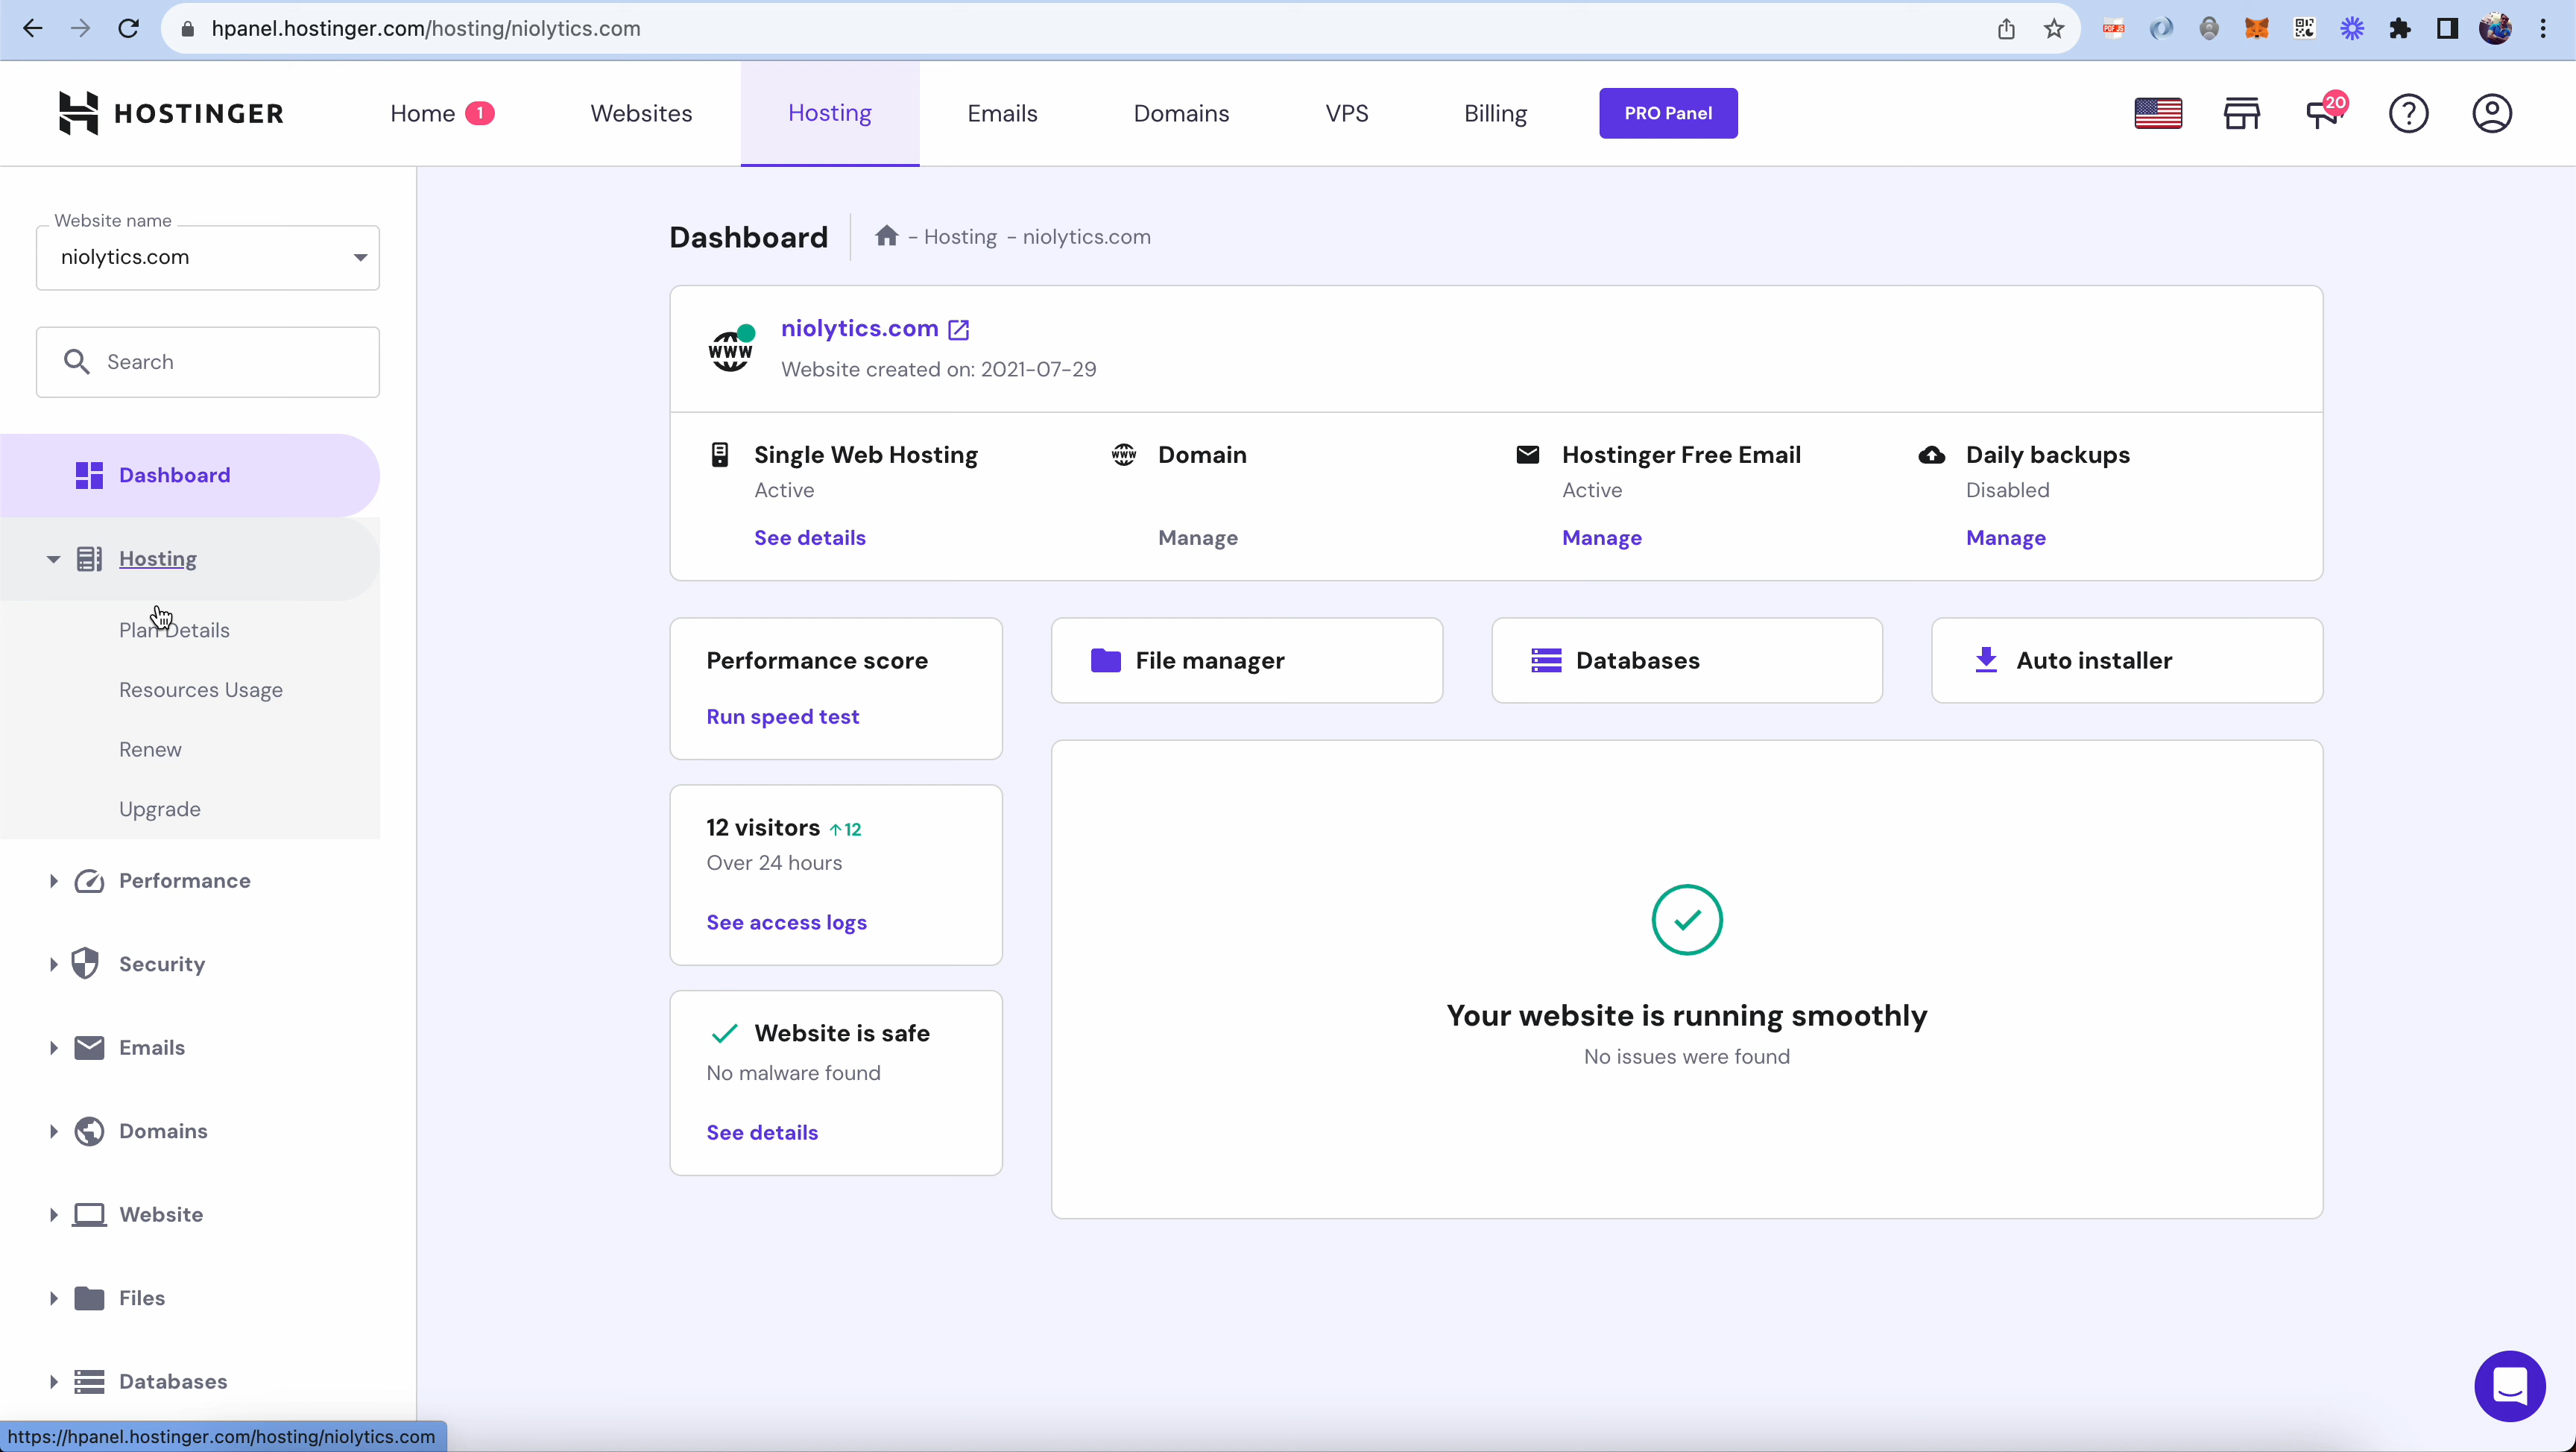 hpanel.hostinger.com/hosting/niolytics.com
HOSTINGER
Home 1
Websites
Hosting
Emails
Domains
VPS
Billing
PRO Panel
20
Website name
niolytics.com
Search
Dashboard
Hosting
Plan Details
Resources Usage
Renew
Upgrade
Performance
Security
Emails
Domains
Website
Files
Databases
https://hpanel.hostinger.com/hosting/niolytics.com
Dashboard
- Hosting - niolytics.com
www
niolytics.com
Website created on: 2021-07-29
Single Web Hosting
Active
See details
www
Domain
Manage
Hostinger Free Email
Active
Manage
Daily backups
Disabled
Manage
Performance score
Run speed test
File manager
Databases
Auto installer
12 visitors ↑12
Over 24 hours
See access logs
Website is safe
No malware found
See details
Your website is running smoothly
No issues were found